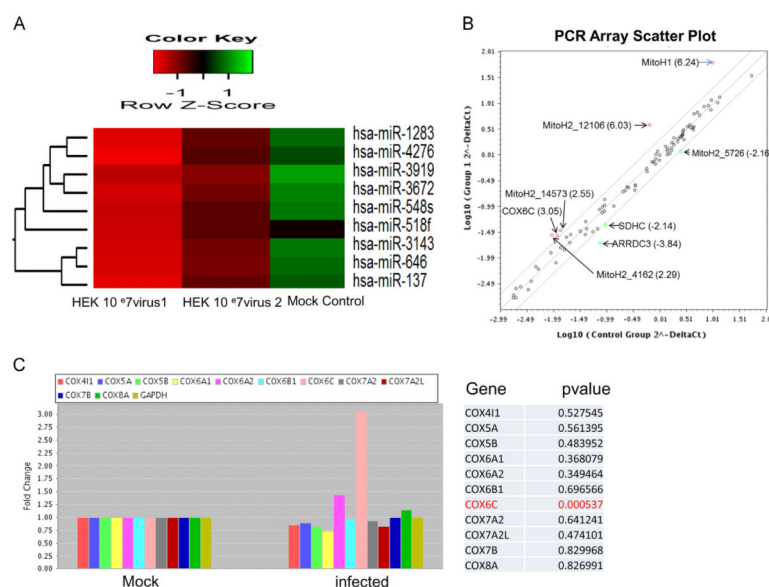 A
Color Key
−1
1
Row Z-Score
hsa-miR-1283
hsa-miR-4276
hsa-miR-3919
hsa-miR-3672
hsa-miR-548s
hsa-miR-518f
hsa-miR-3143
hsa-miR-646
hsa-miR-137
HEK 10 e7virus1
HEK 10 e7virus 2
Mock Control
B
PCR Array Scatter Plot
Log10 (Group 1 2^-DeltaCt)
2.01
1.51
1.01
0.51
0.01
-0.49
-0.99
-1.49
-1.99
-2.49
-2.99
MitoH1 (6.24)
MitoH2_12106 (6.03)
MitoH2_5726 (-2.16
MitoH2_14573 (2.55)
COX6C (3.05)
SDHC (-2.14)
ARRDC3 (-3.84)
MitoH2_4162 (2.29)
-2.99 -2.49 -1.99 -1.49 -0.99 -0.49 0.01 0.51 1.01 1.51 2.0
Log10 (Control Group 2^-DeltaCt)
C
COX4I1 COX5A COX5B COX6A1 COX6A2 COX6B1 COX6C COX7A2 COX7A2L
COX7B COX8A GAPDH
Fold Change
3.00
2.75
2.50
2.25
2.00
1.75
1.50
1.25
1.00
0.75
0.50
0.25
0.00
Mock
infected
Gene pvalue
COX4I1 0.527545
COX5A 0.561395
COX5B 0.483952
COX6A1 0.368079
COX6A2 0.349464
COX6B1 0.696566
COX6C 0.000537
COX7A2 0.641241
COX7A2L 0.474101
COX7B 0.829968
COX8A 0.826991